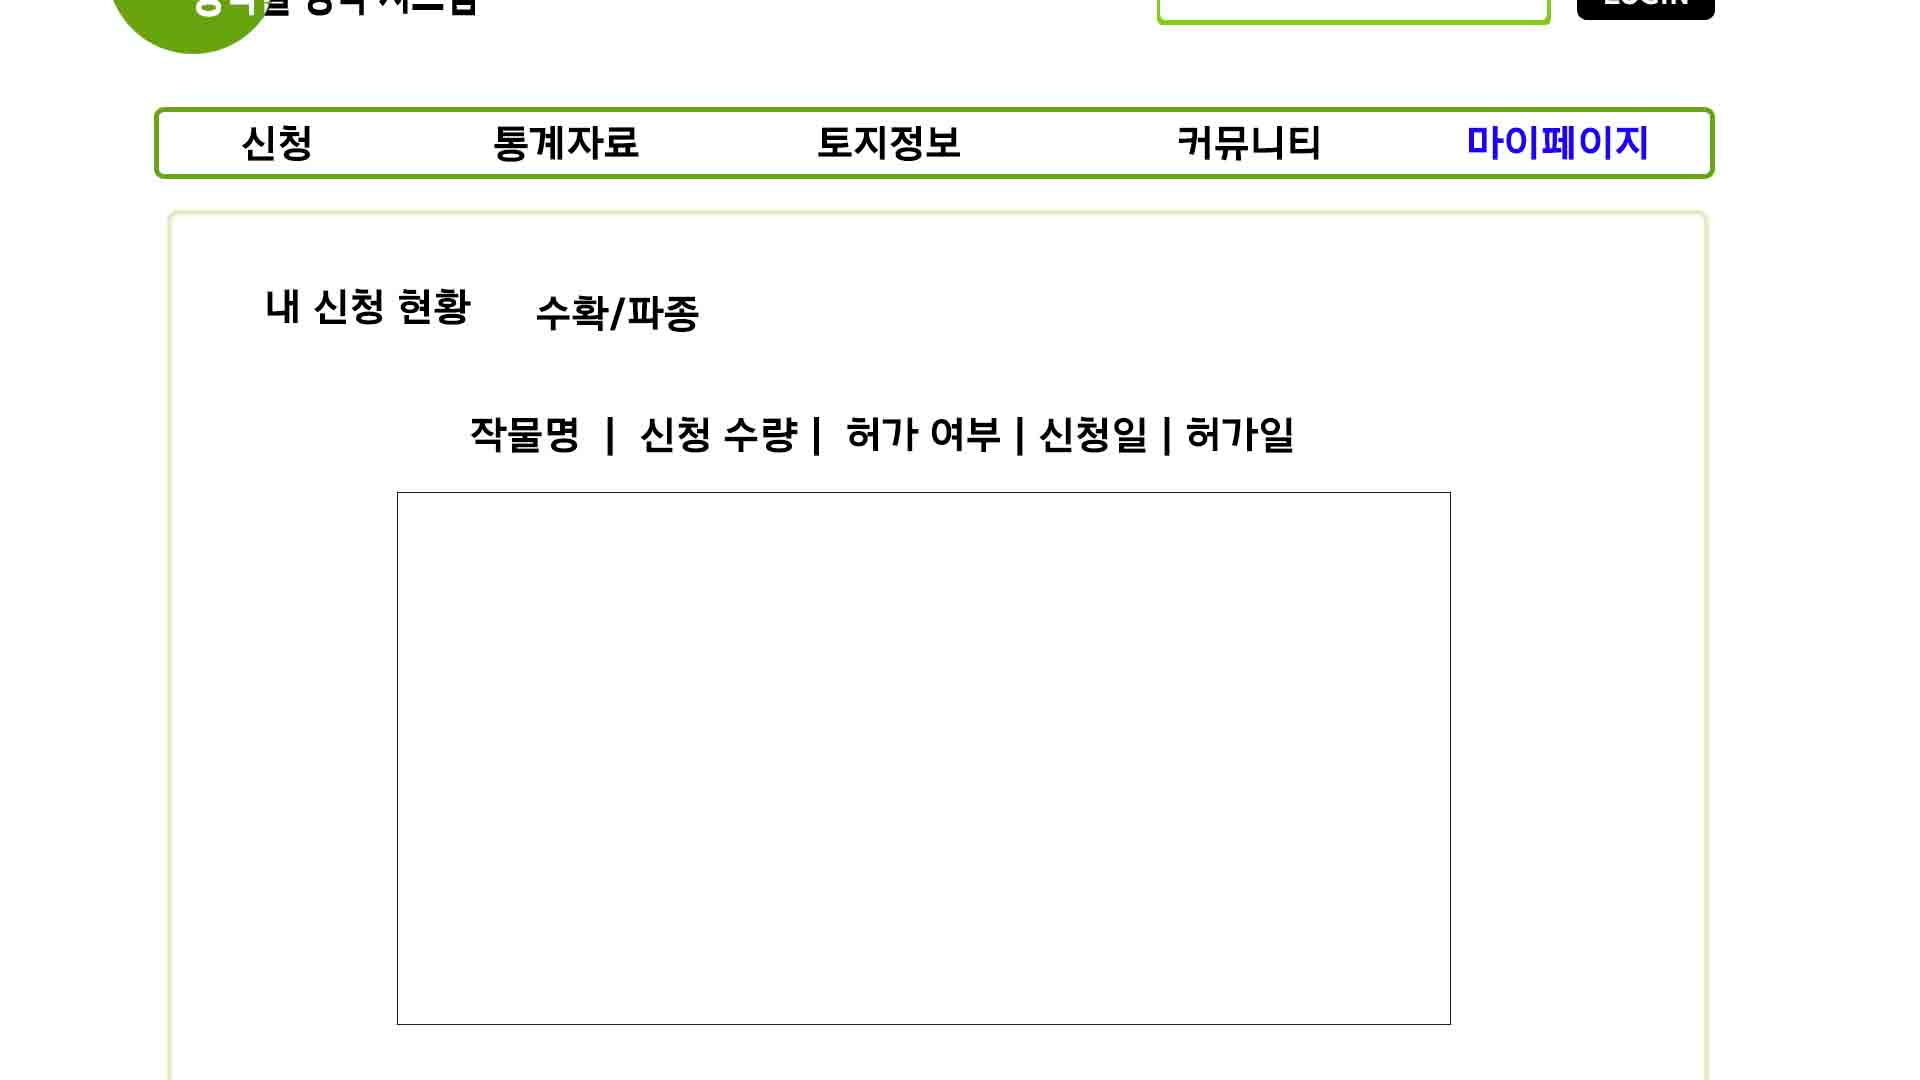 LOGIN
신청 통계자료 토지정보 커뮤니티 마이페이지
내 신청 현황 수확/파종
작물명 | 신청 수량 | 허가 여부 | 신청일 | 허가일